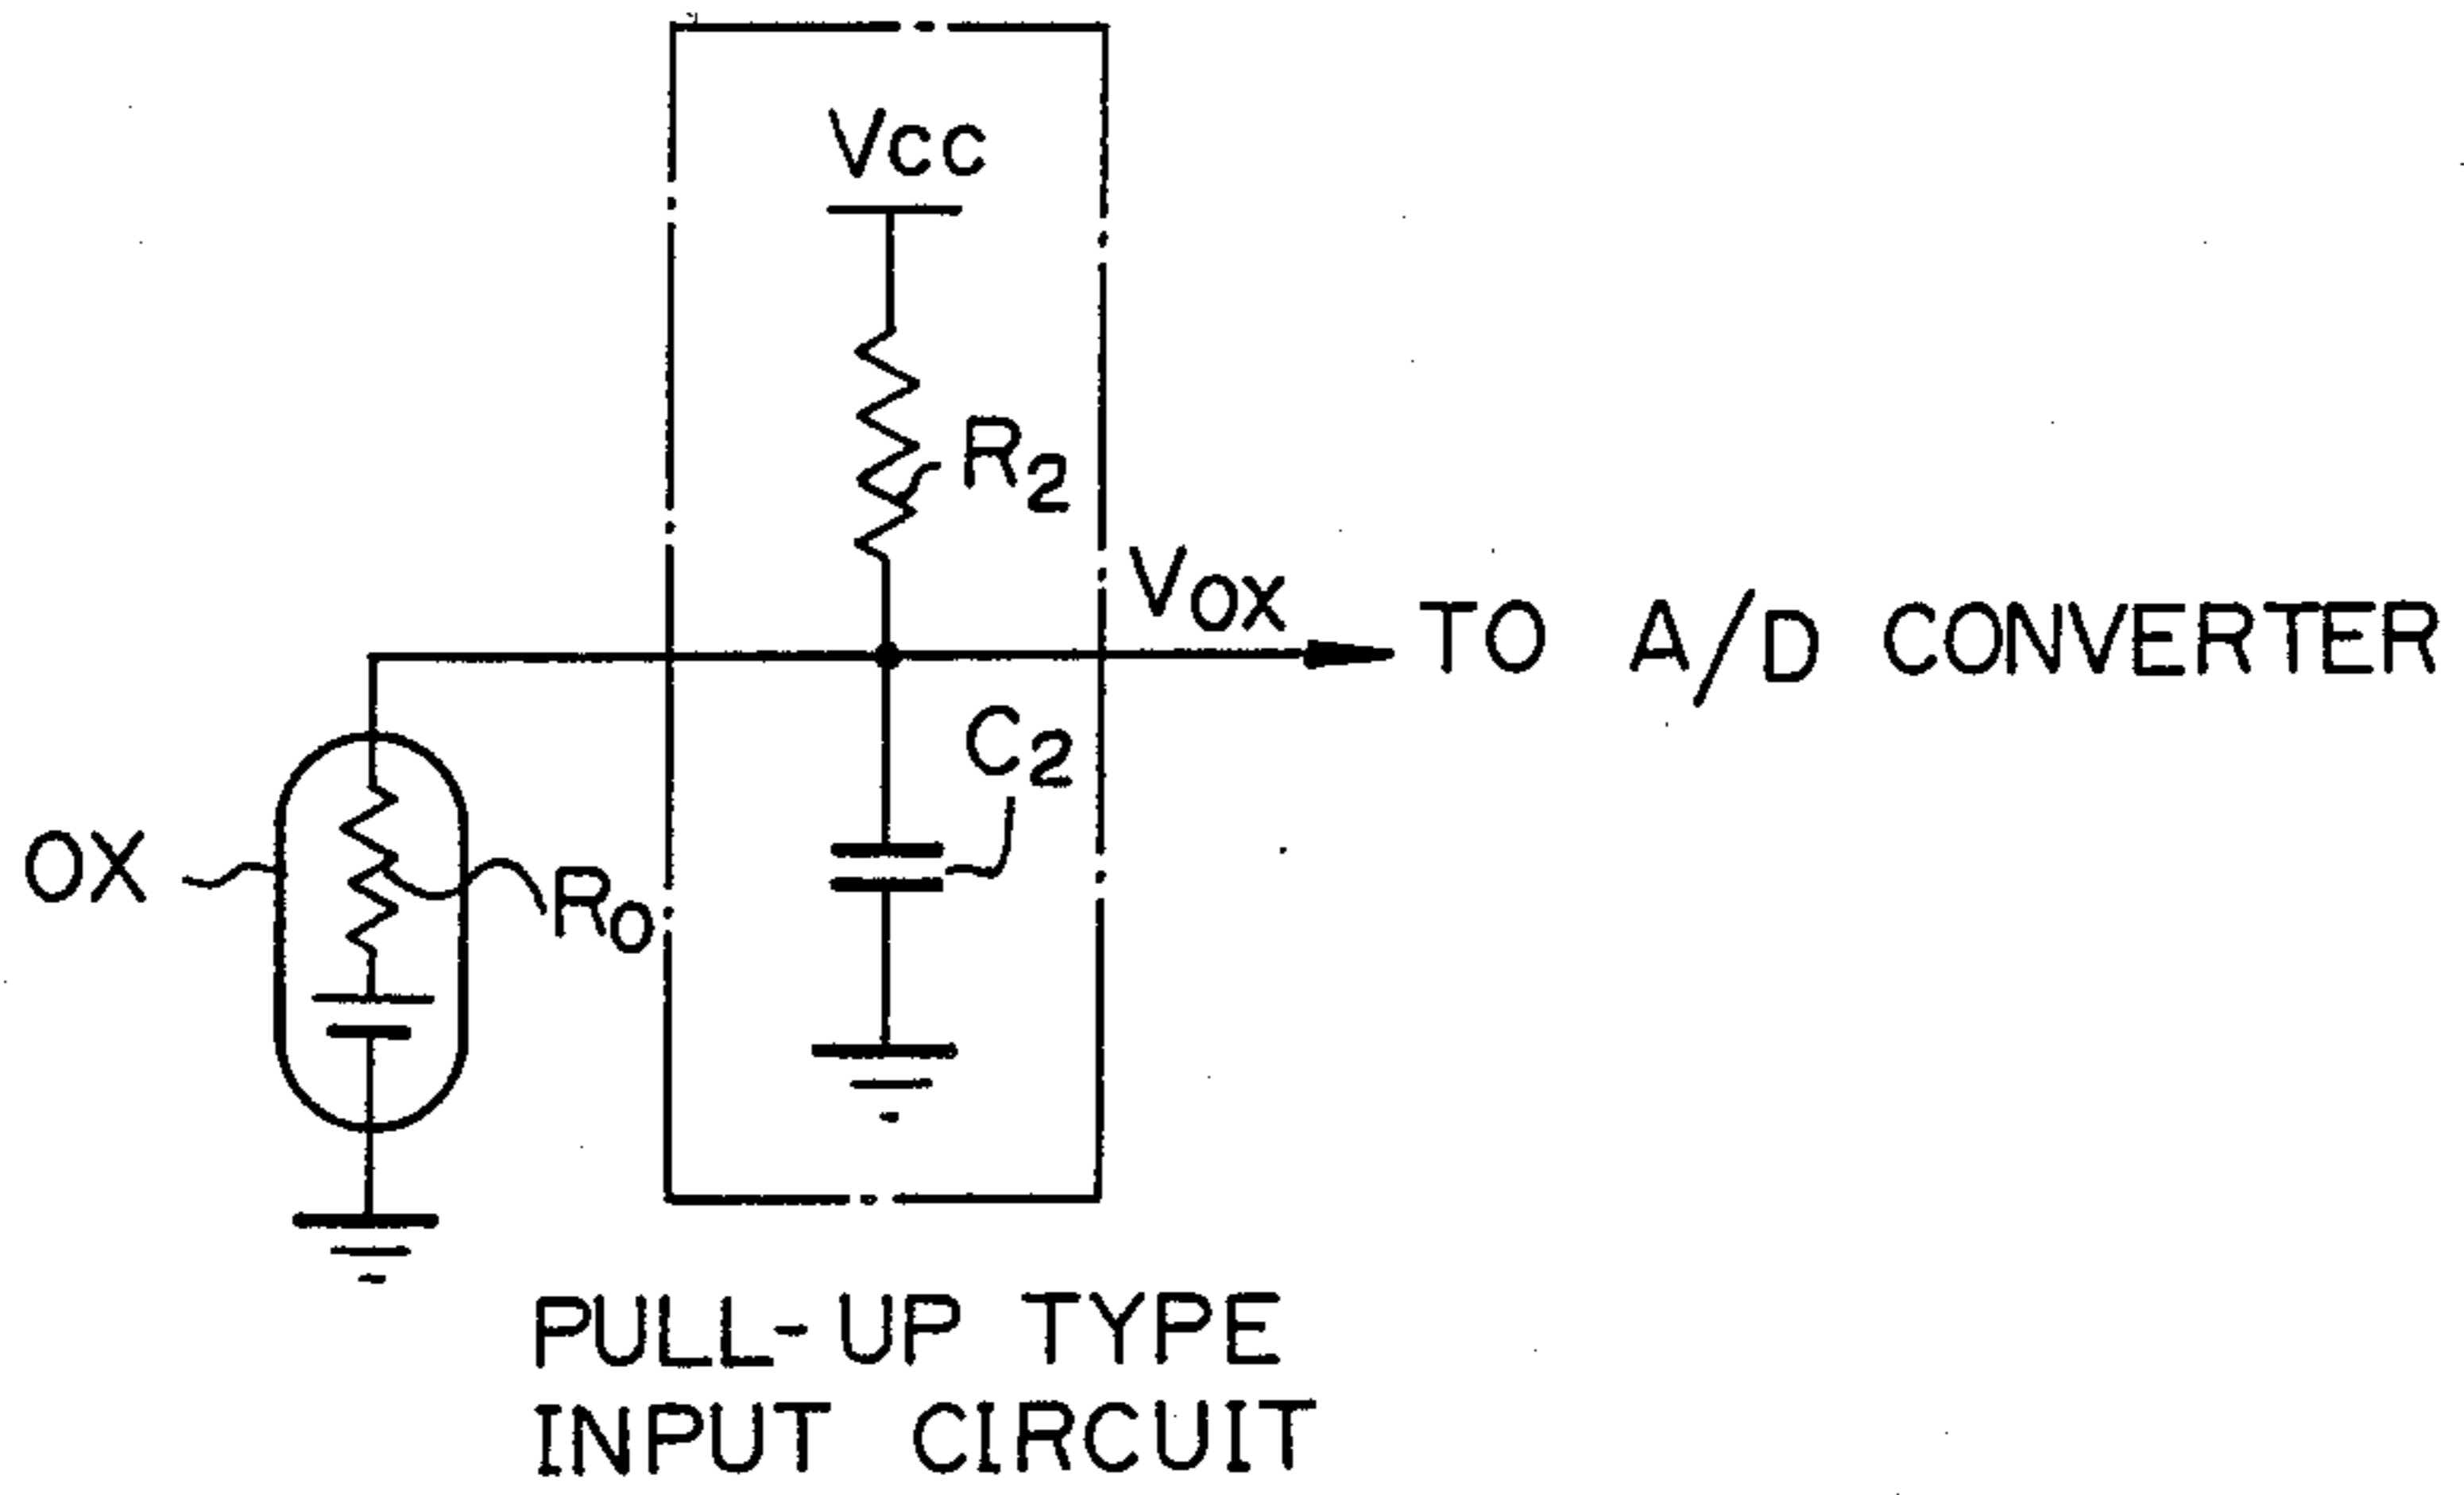 Vcc
R2
Vox
TO A/D CONVERTER
C2
OX
Ro
PULL-UP TYPE
INPUT CIRCUIT